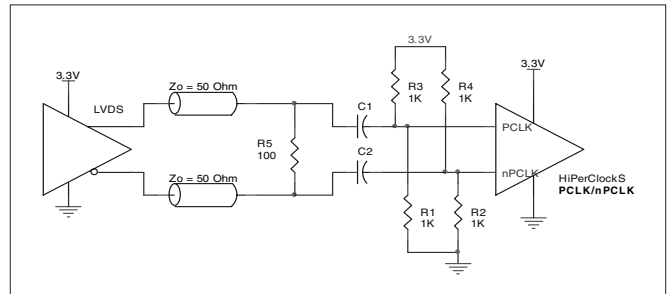 3.3V
3.3V
3.3V
LVDS
Zo = 50 Ohm
R3
1K
R4
1K
C1
PCLK
R5
100
C2
Zo = 50 Ohm
nPCLK
HiPerClockS
PCLK/nPCLK
R1
1K
R2
1K